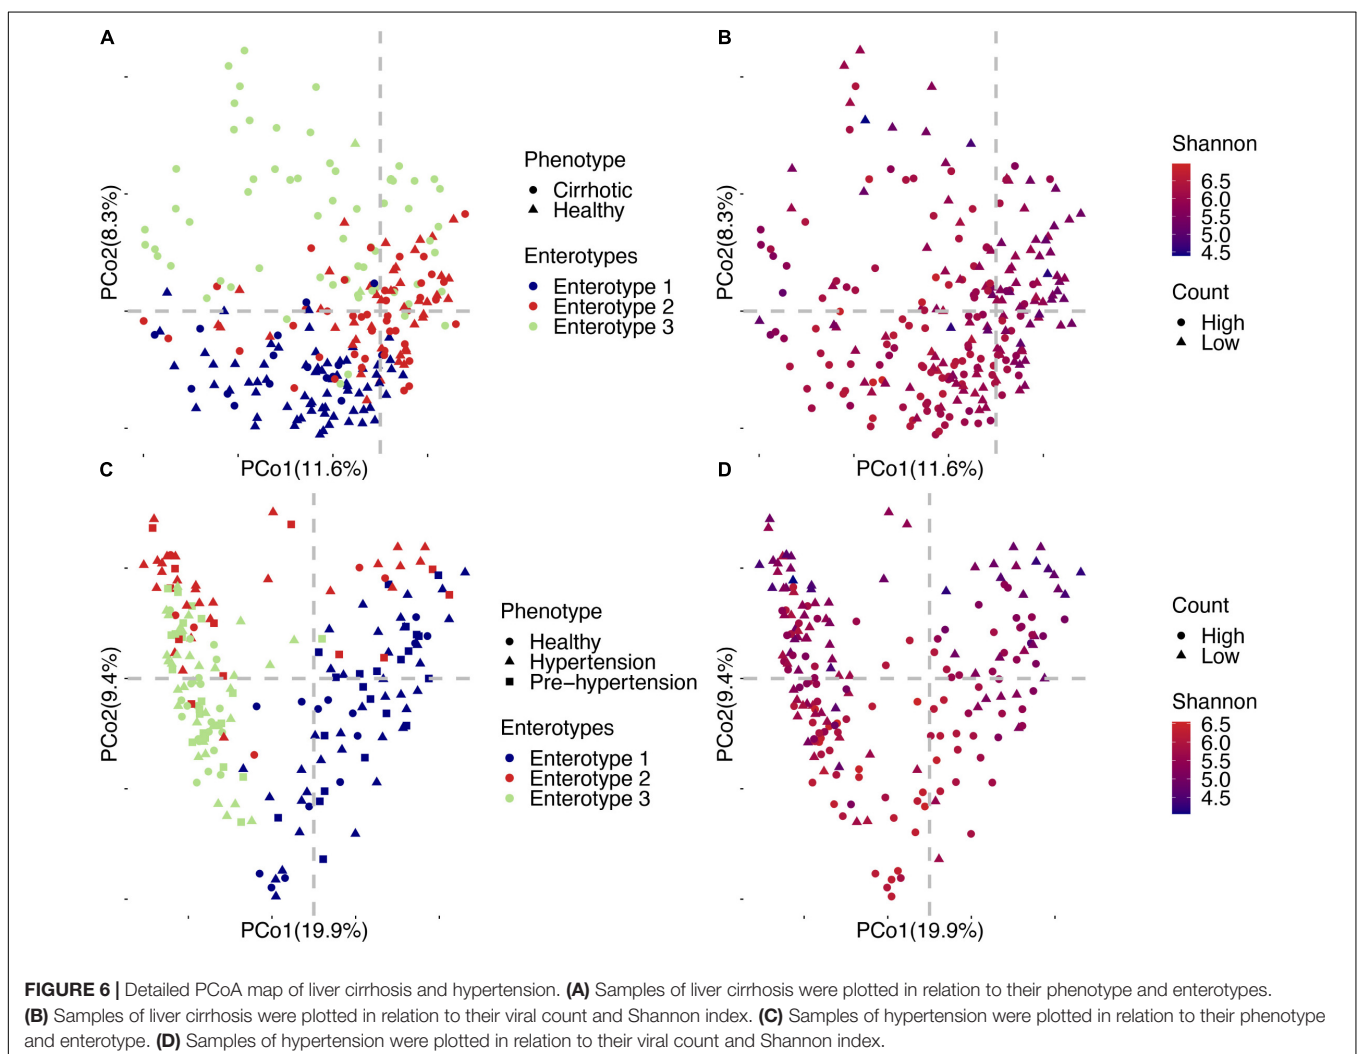 A
PCo2(8.3%)
PCo1(11.6%)
Phenotype
Cirrhotic
Healthy
Enterotypes
Enterotype 1
Enterotype 2
Enterotype 3
B
PCo2(8.3%)
PCo1(11.6%)
Shannon
6.5
6.0
5.5
5.0
4.5
Count
High
Low
C
PCo2(9.4%)
PCo1(19.9%)
Phenotype
Healthy
Hypertension
Pre−hypertension
Enterotypes
Enterotype 1
Enterotype 2
Enterotype 3
D
PCo2(9.4%)
PCo1(19.9%)
Count
High
Low
Shannon
6.5
6.0
5.5
5.0
4.5
FIGURE 6 | Detailed PCoA map of liver cirrhosis and hypertension. (A) Samples of liver cirrhosis were plotted in relation to their phenotype and enterotypes.
(B) Samples of liver cirrhosis were plotted in relation to their viral count and Shannon index. (C) Samples of hypertension were plotted in relation to their phenotype
and enterotype. (D) Samples of hypertension were plotted in relation to their viral count and Shannon index.